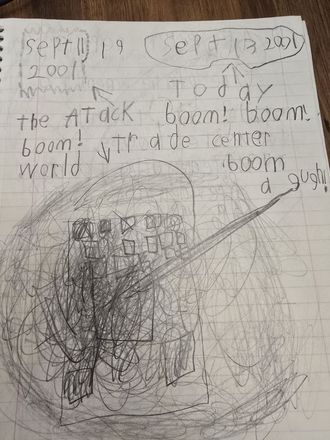 sept 11 19 sept 13 2001
2001
Today
the ATacK boom! boom!
boom! Trade center
world boom
a gugh!